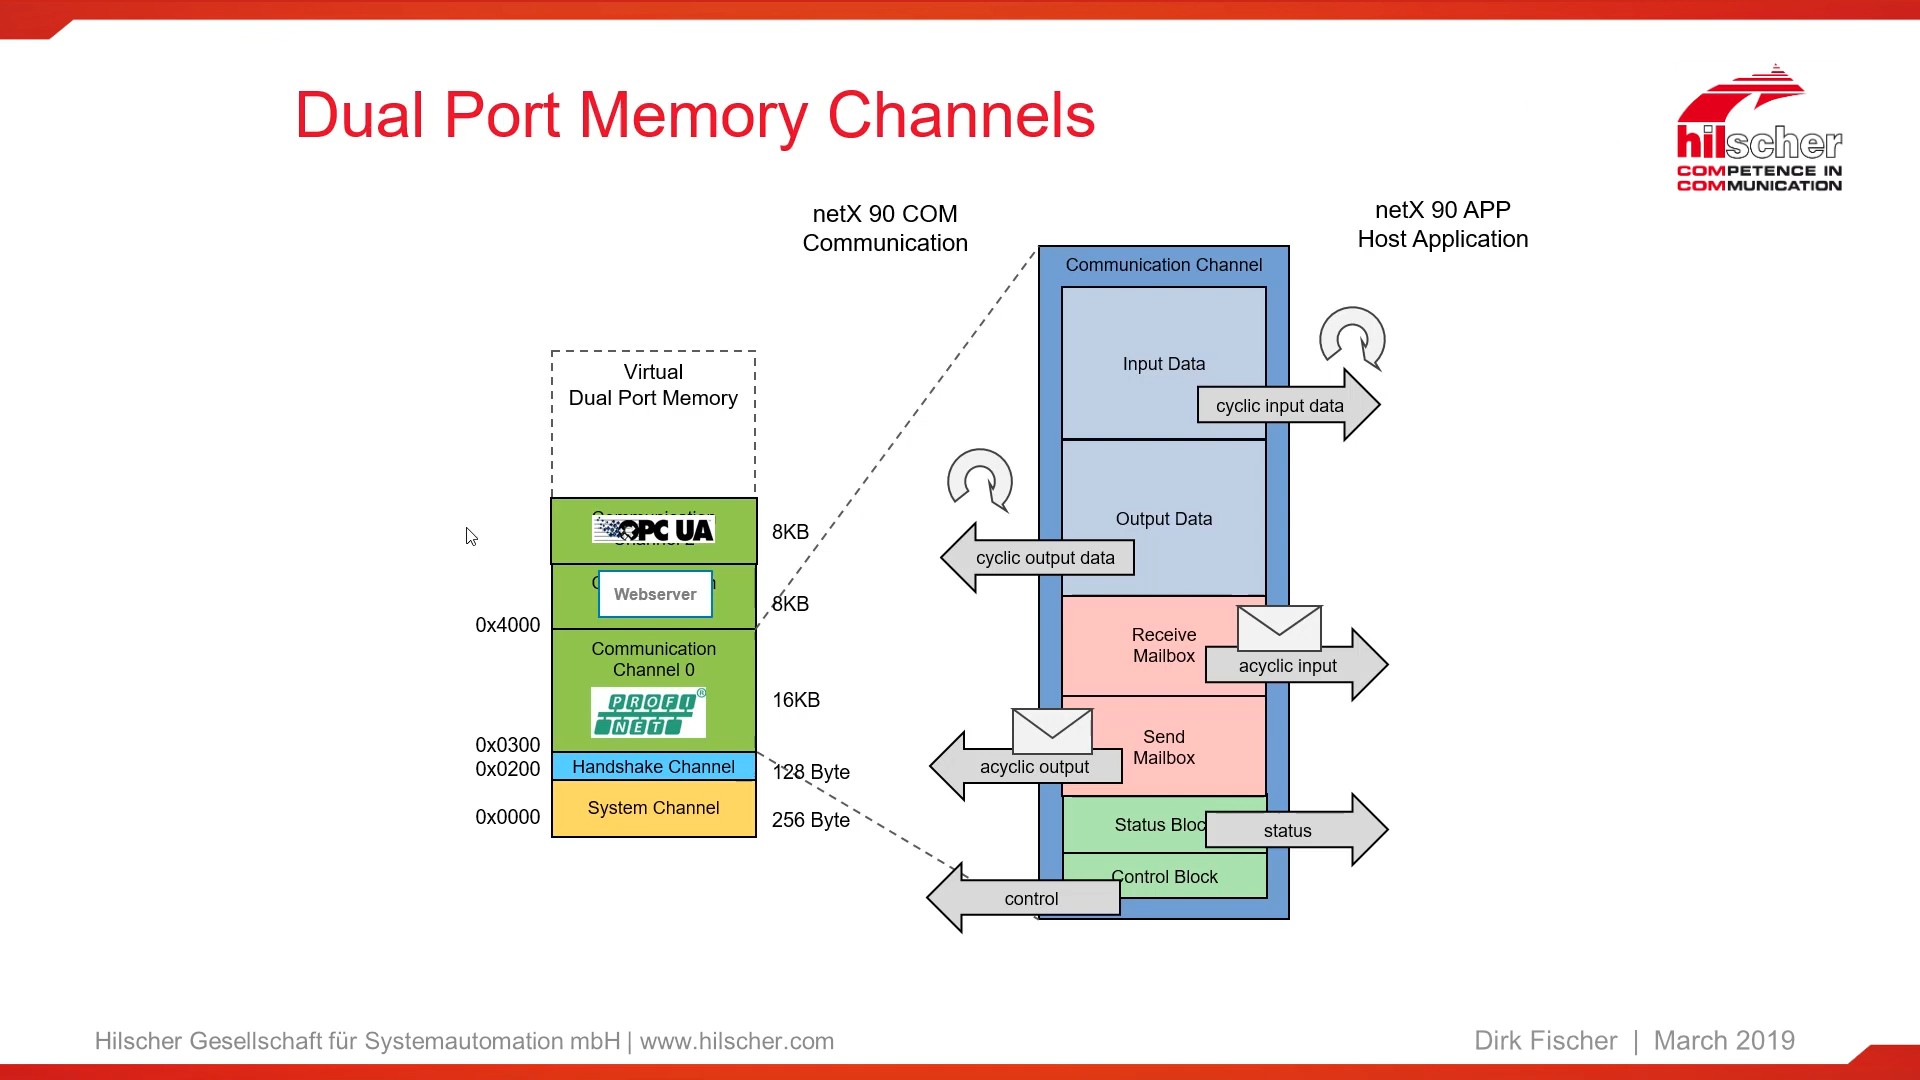 Dual Port Memory Channels
hilscher
COMPETENCE IN
COMMUNICATION
netX 90 COM
Communication
netX 90 APP
Host Application
Communication Channel
Input Data
cyclic input data
Output Data
cyclic output data
Receive
Mailbox
acyclic input
Send
Mailbox
acyclic output
Status Bloc
status
Control Block
control
Virtual
Dual Port Memory
OPC UA
8KB
Webserver
8KB
0x4000
Communication
Channel 0
PROFI
NET®
16KB
0x0300
0x0200
Handshake Channel
128 Byte
System Channel
0x0000
256 Byte
Hilscher Gesellschaft für Systemautomation mbH | www.hilscher.com
Dirk Fischer | March 2019